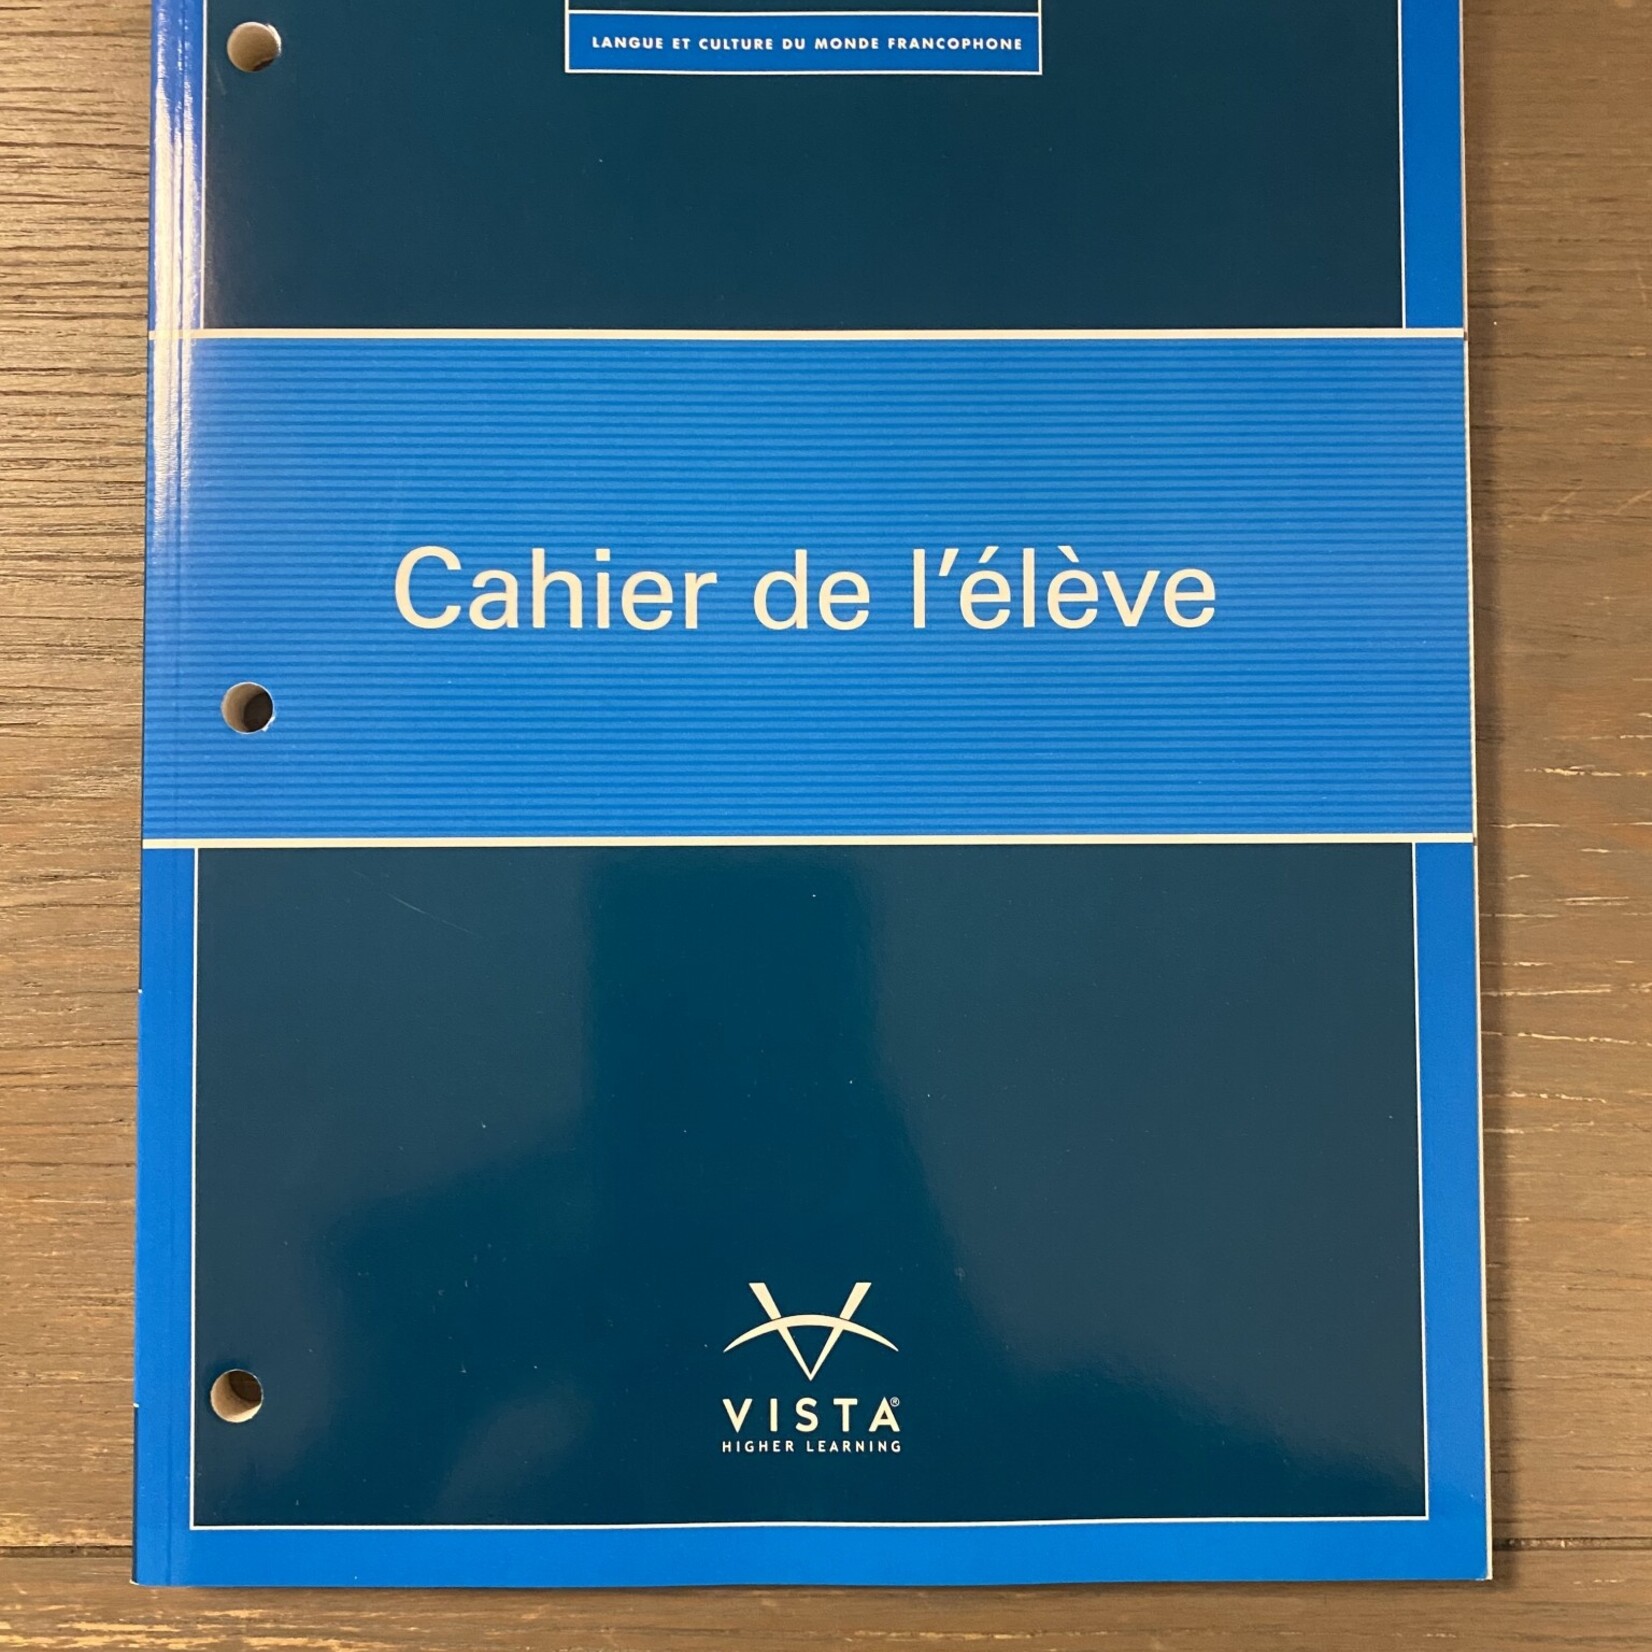 LANGUE ET CULTURE DU MONDE FRANCOPHONE
Cahier de l'élève
VISTA®
HIGHER LEARNING